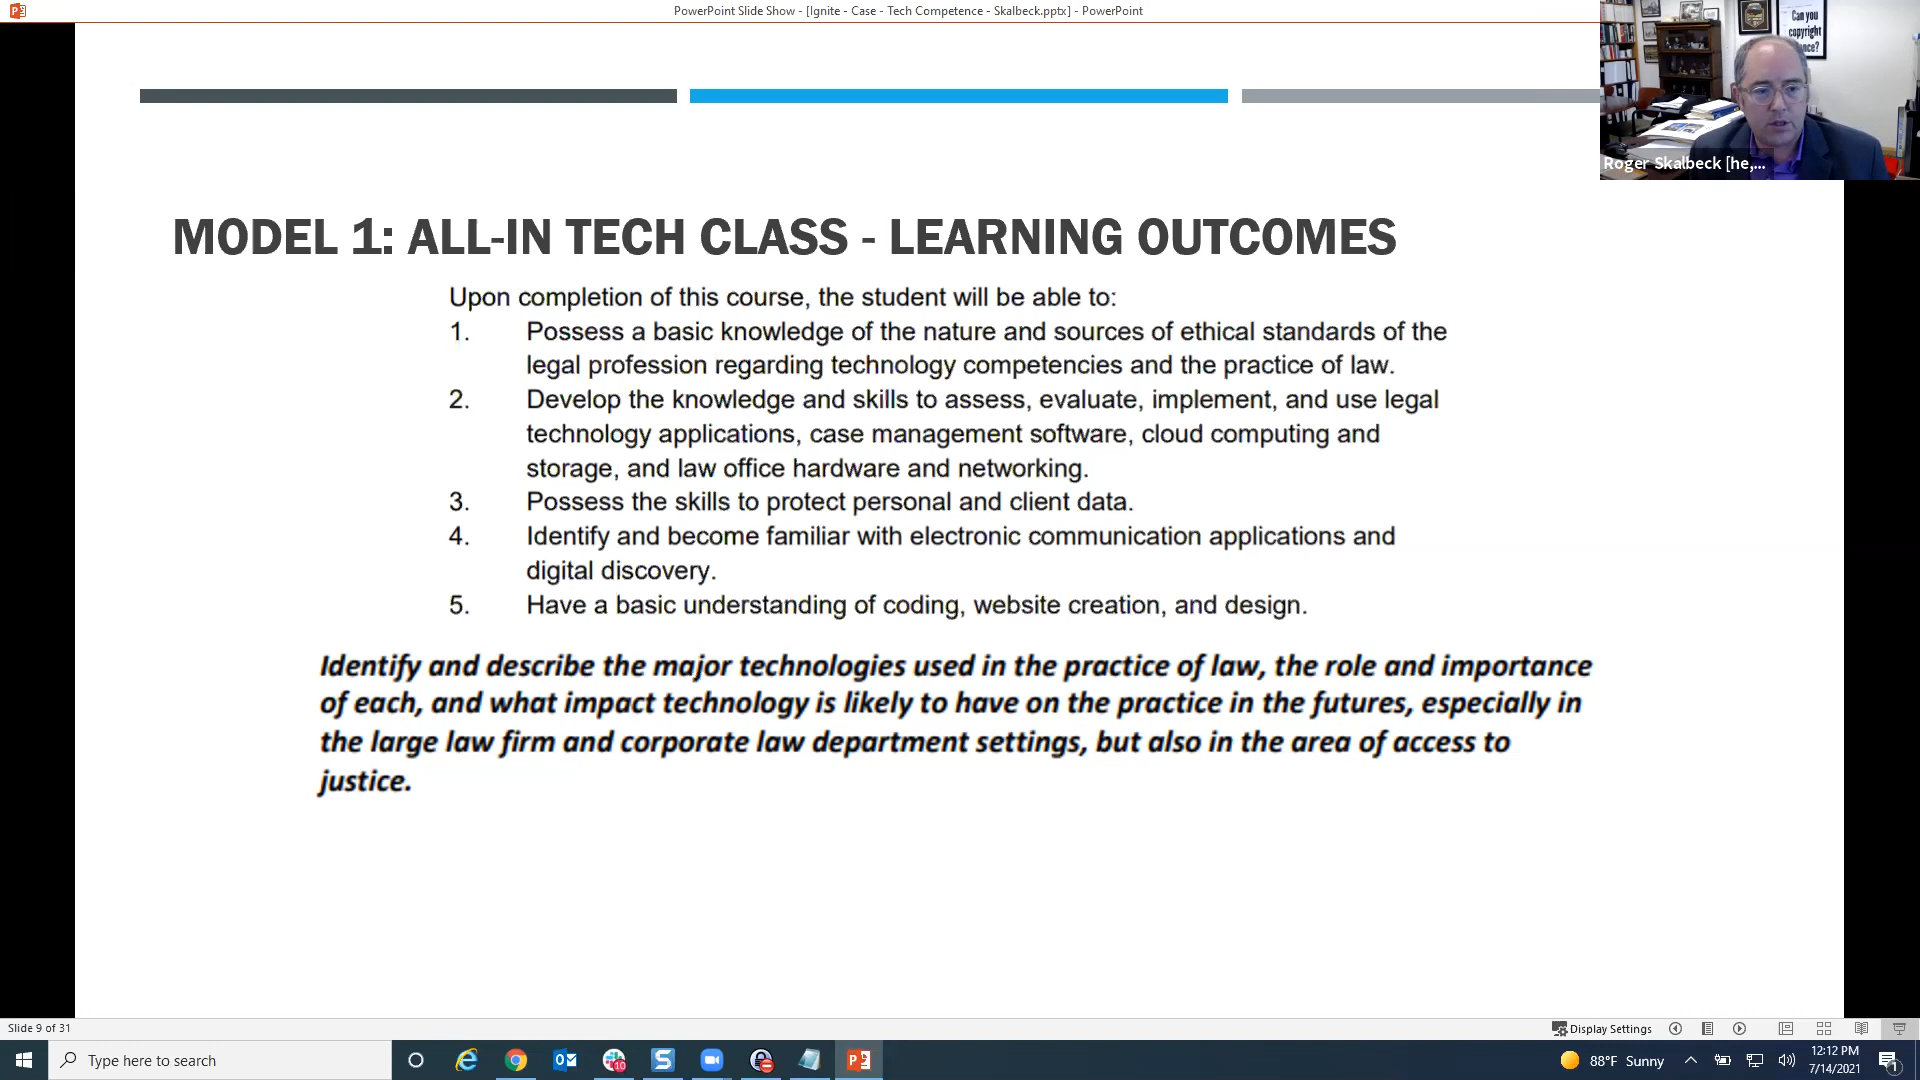 PowerPoint Slide Show - [Ignite - Case - Tech Competence - Skalbeck.pptx] - PowerPoint
Can you
copyright
Roger Skalbeck [he,...
MODEL 1: ALL-IN TECH CLASS - LEARNING OUTCOMES
Upon completion of this course, the student will be able to:
1. Possess a basic knowledge of the nature and sources of ethical standards of the
legal profession regarding technology competencies and the practice of law.
2. Develop the knowledge and skills to assess, evaluate, implement, and use legal
technology applications, case management software, cloud computing and
storage, and law office hardware and networking.
3. Possess the skills to protect personal and client data.
4. Identify and become familiar with electronic communication applications and
digital discovery.
5. Have a basic understanding of coding, website creation, and design.
Identify and describe the major technologies used in the practice of law, the role and importance
of each, and what impact technology is likely to have on the practice in the futures, especially in
the large law firm and corporate law department settings, but also in the area of access to
justice.
Slide 9 of 31
Display Settings
Type here to search
10
88°F Sunny
12:12 PM
7/14/2021
1